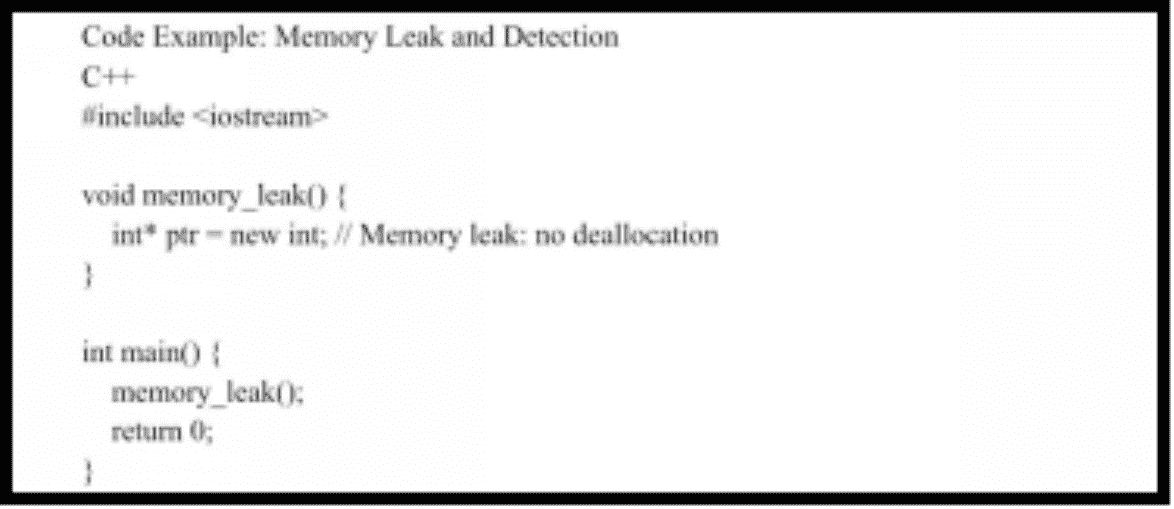 Code Example: Memory Leak and Detection
C++
#include <iostream>
void memory_leak() {
int* ptr = new int; // Memory leak: no deallocation
}
int main() {
memory_leak();
return 0;
}